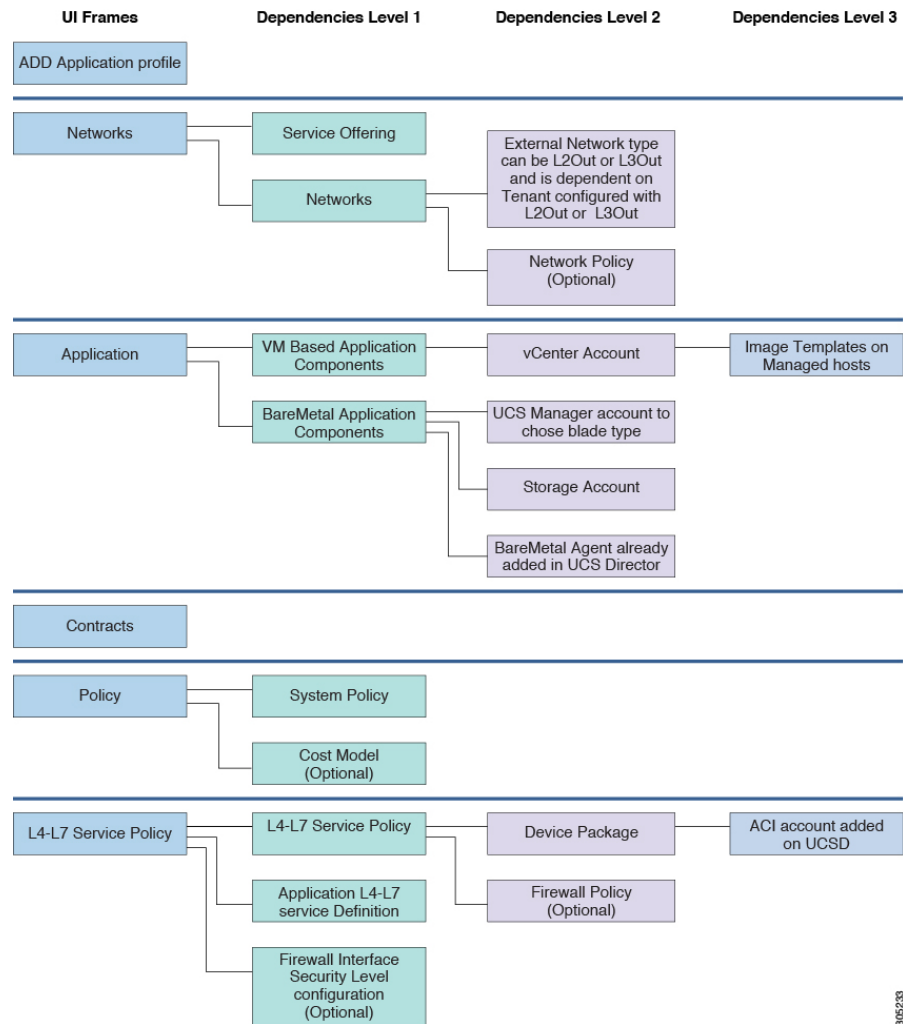 UI Frames
Dependencies Level 1
Dependencies Level 2
Dependencies Level 3
ADD Application profile
Networks
Service Offering
External Network type
can be L2Out or L3Out
and is dependent on
Tenant configured with
L2Out or L3Out
Networks
Network Policy
(Optional)
Application
VM Based Application
Components
vCenter Account
Image Templates on
Managed hosts
BareMetal Application
Components
UCS Manager account to
chose blade type
Storage Account
BareMetal Agent already
added in UCS Director
Contracts
Policy
System Policy
Cost Model
(Optional)
L4-L7 Service Policy
L4-L7 Service Policy
Device Package
ACI account added
on UCSD
Application L4-L7
service Definition
Firewall Policy
(Optional)
Firewall Interface
Security Level
configuration
(Optional)
305233